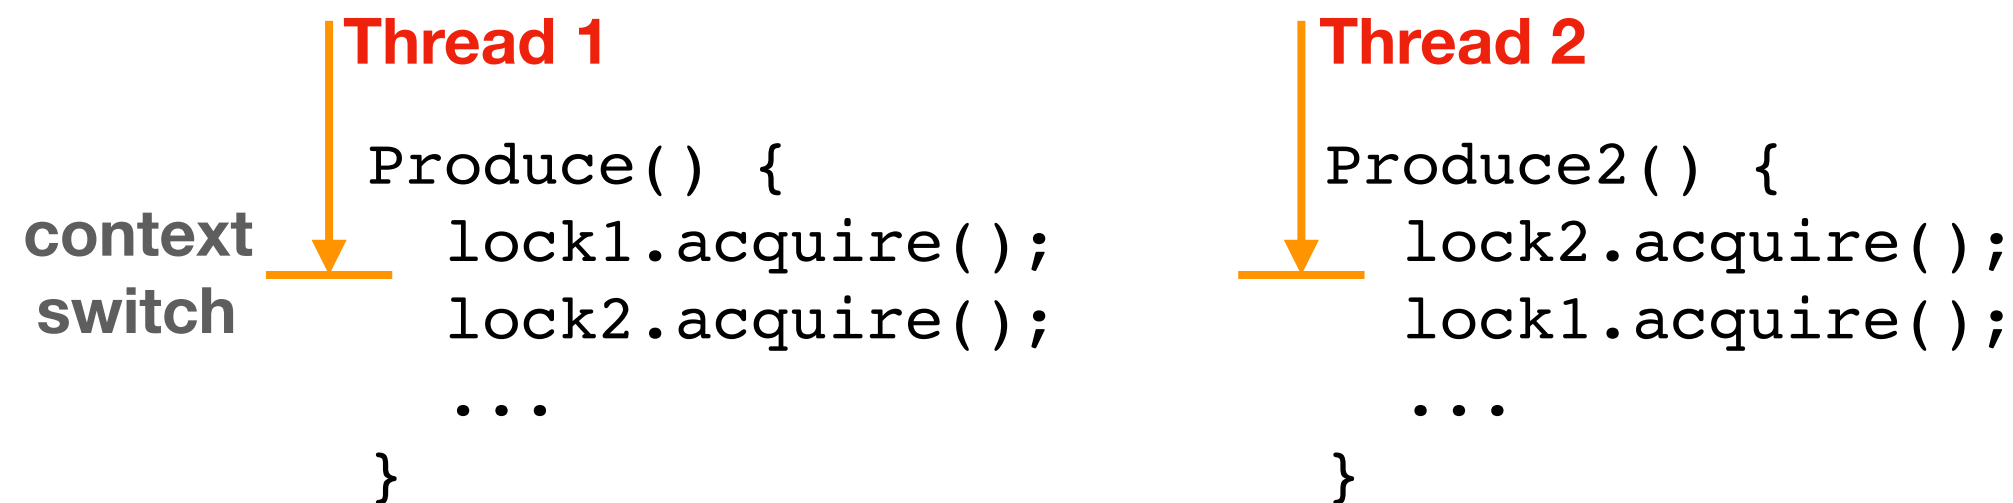 Thread 1
Produce() {
context
switch
lock1.acquire();
lock2.acquire();
...
}
Thread 2
Produce2() {
lock2.acquire();
lock1.acquire();
...
}